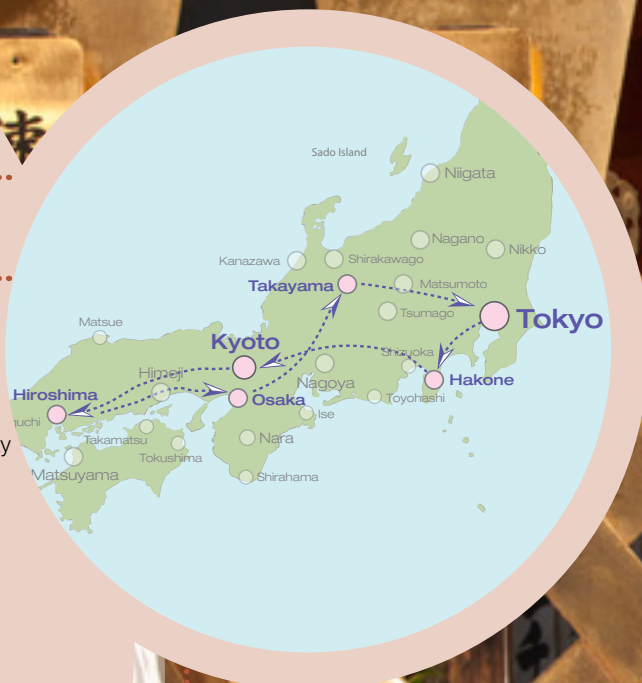 Sado Island
Niigata
Nagano
Nikko
Kanazawa
Shirakawago
Takayama
Matsumoto
Tsumago
Tokyo
Matsue
Kyoto
Shizuoka
Himeji
Nagoya
Hakone
Hiroshima
Osaka
Toyohashi
Ise
Takamatsu
Nara
Tokushima
Matsuyama
Shirahama